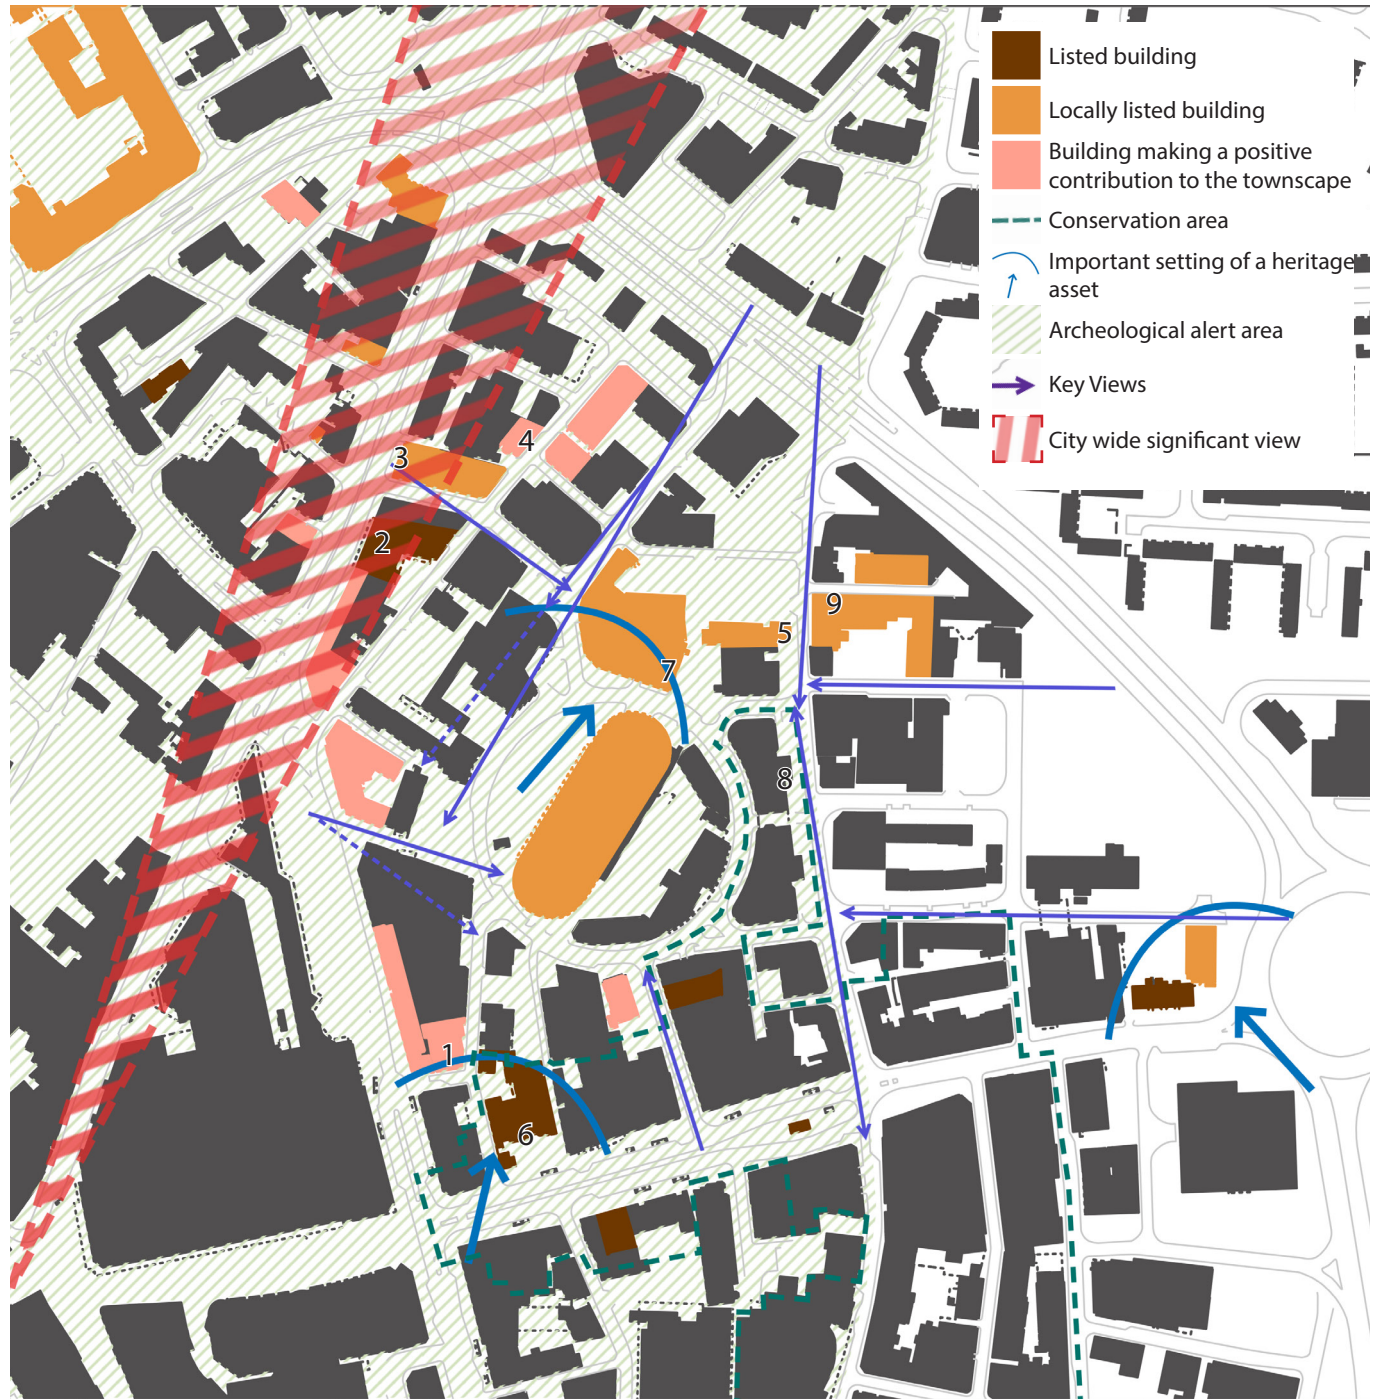 Listed building
Locally listed building
Building making a positive
contribution to the townscape
Conservation area
Important setting of a heritage
asset
Archeological alert area
Key Views
City wide significant view
3
4
2
9
5
7
8
1
6